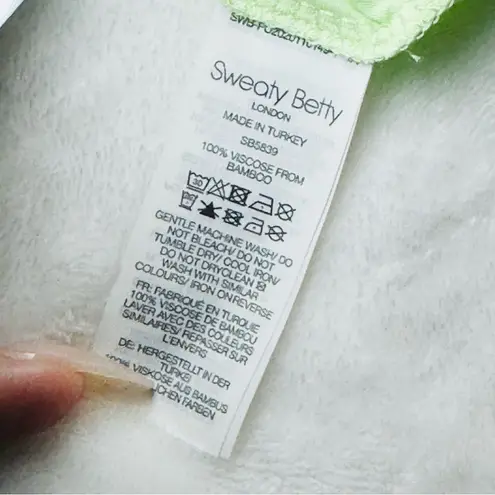 Sweaty Betty
LONDON
MADE IN TURKEY
SB5839
100% VISCOSE FROM
BAMBOO
30
GENTLE MACHINE WASH/ DO
NOT BLEACH/ DO NOT
TUMBLE DRY/ COOL IRON/
DO NOT DRYCLEAN
WASH WITH SIMILAR
COLOURS/ IRON ON REVERSE
FR: FABRIQUÉ EN TURQUIE
100% VISCOSE DE BAMBOU
LAVER AVEC DES COULEURS
SIMILAIRES/ REPASSER SUR
L'ENVERS
DE: HERGESTELLT IN DER
TÜRKEI
100% VISKOSE AUS BAMBUS
FARBEN